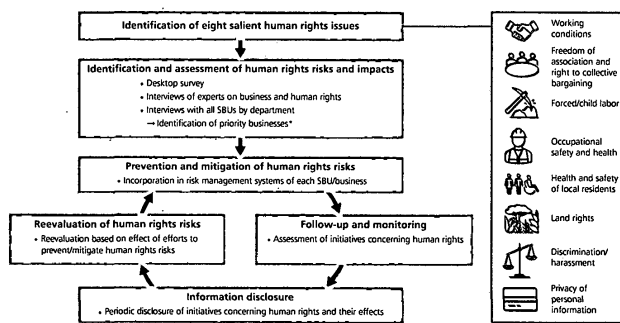 Identification of eight salient human rights issues
Identification and assessment of human rights risks and impacts
• Desktop survey
• Interviews of experts on business and human rights
• Interviews with all SBUs by department
→ Identification of priority businesses*
Prevention and mitigation of human rights risks
• Incorporation in risk management systems of each SBU/business
Reevaluation of human rights risks
• Reevaluation based on effect of efforts to
prevent/mitigate human rights risks
Follow-up and monitoring
• Assessment of initiatives concerning human rights
Information disclosure
• Periodic disclosure of initiatives concerning human rights and their effects
Working
conditions
Freedom of
association and
right to collective
bargaining
Forced/child labor
Occupational
safety and health
Health and safety
of local residents
Land rights
Discrimination/
harassment
Privacy of
personal
information